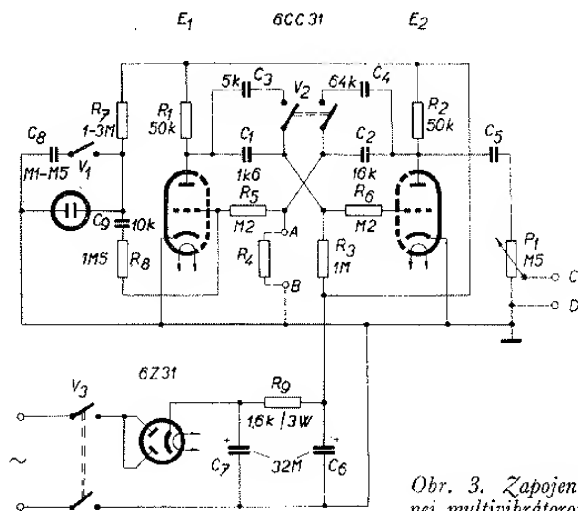 E1 6CC31 E2
5k C3 V2 64k C4
R7 1-3M
R1 50k
R2 50k
C8 M1-M5
V1
C1 1k6
C2 16k
C5
C9 10k
R5 M2
R6 M2
R8 1M5
R4
A
B
R3 1M
P1 M5
C
D
V3
6Z31
R9
1,6k/3W
~
+
+
C7 32M C6
Obr. 3. Zapojen
nej multivibrátoro